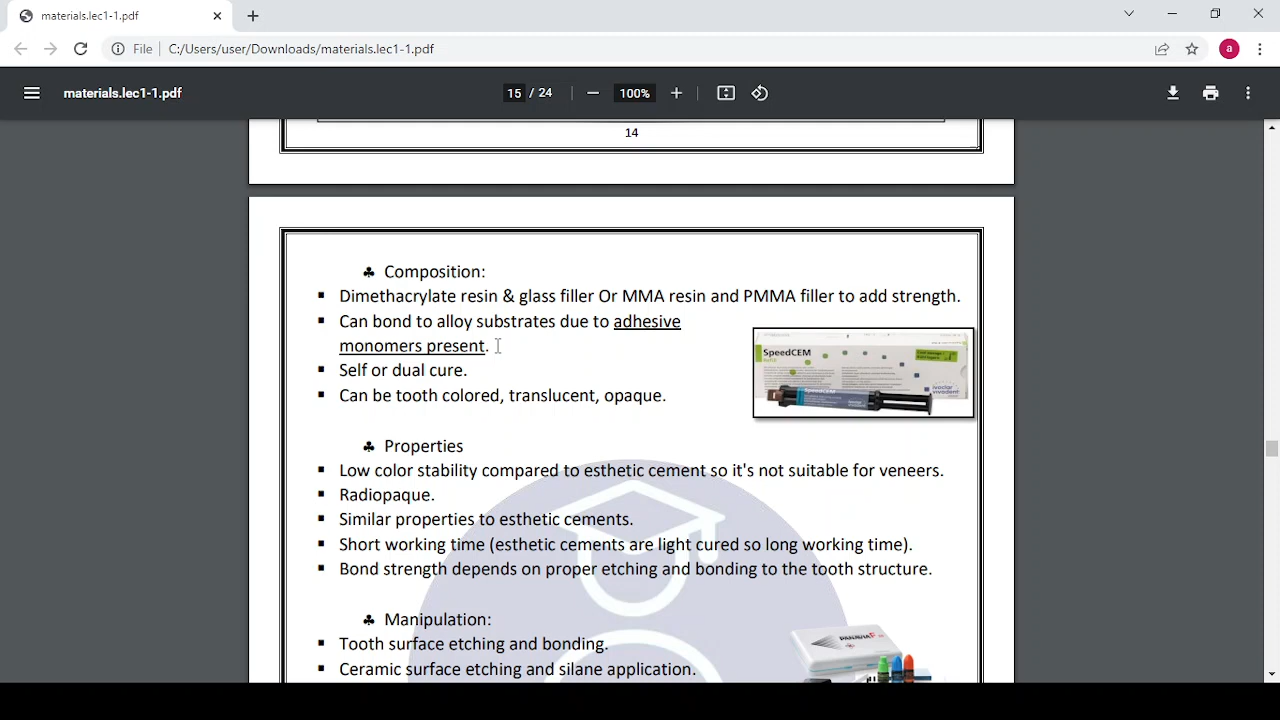 materials.lec1-1.pdf
File
C:/Users/user/Downloads/materials.lec1-1.pdf
a
materials.lec1-1.pdf
15 / 24
100%
14
♣ Composition:
▪ Dimethacrylate resin & glass filler Or MMA resin and PMMA filler to add strength.
▪ Can bond to alloy substrates due to adhesive
monomers present.
▪ Self or dual cure.
▪ Can be tooth colored, translucent, opaque.
SpeedCEM
ivoclar
vivadent
♣ Properties
▪ Low color stability compared to esthetic cement so it's not suitable for veneers.
▪ Radiopaque.
▪ Similar properties to esthetic cements.
▪ Short working time (esthetic cements are light cured so long working time).
▪ Bond strength depends on proper etching and bonding to the tooth structure.
♣ Manipulation:
▪ Tooth surface etching and bonding.
▪ Ceramic surface etching and silane application.
PANAVIA F